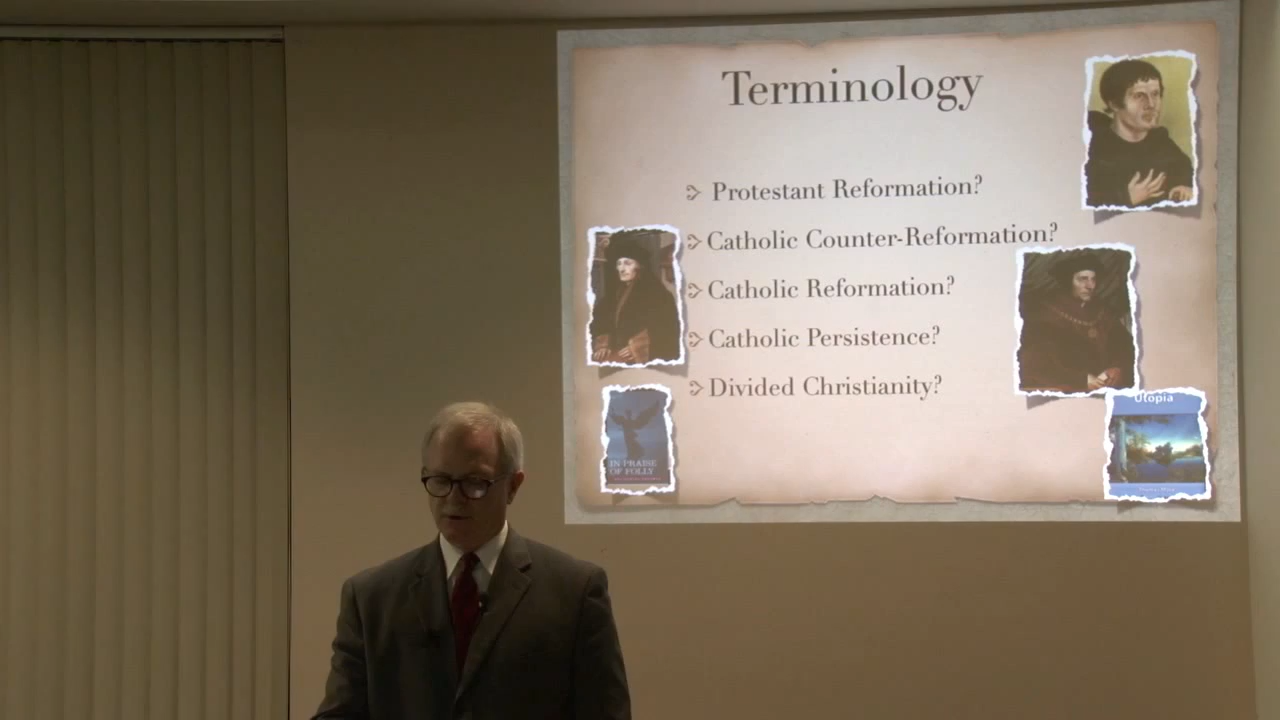 Terminology
Protestant Reformation?
Catholic Counter-Reformation?
Catholic Reformation?
Catholic Persistence?
Divided Christianity?
IN PRAISE
OF FOLLY
Utopia